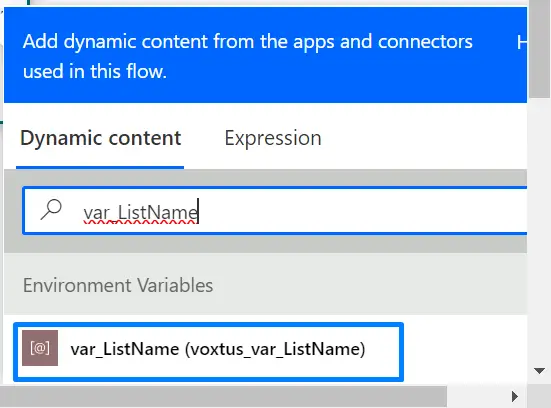 Add dynamic content from the apps and connectors
used in this flow.
Dynamic content Expression
var_ListName
Environment Variables
[@] var_ListName (voxtus_var_ListName)